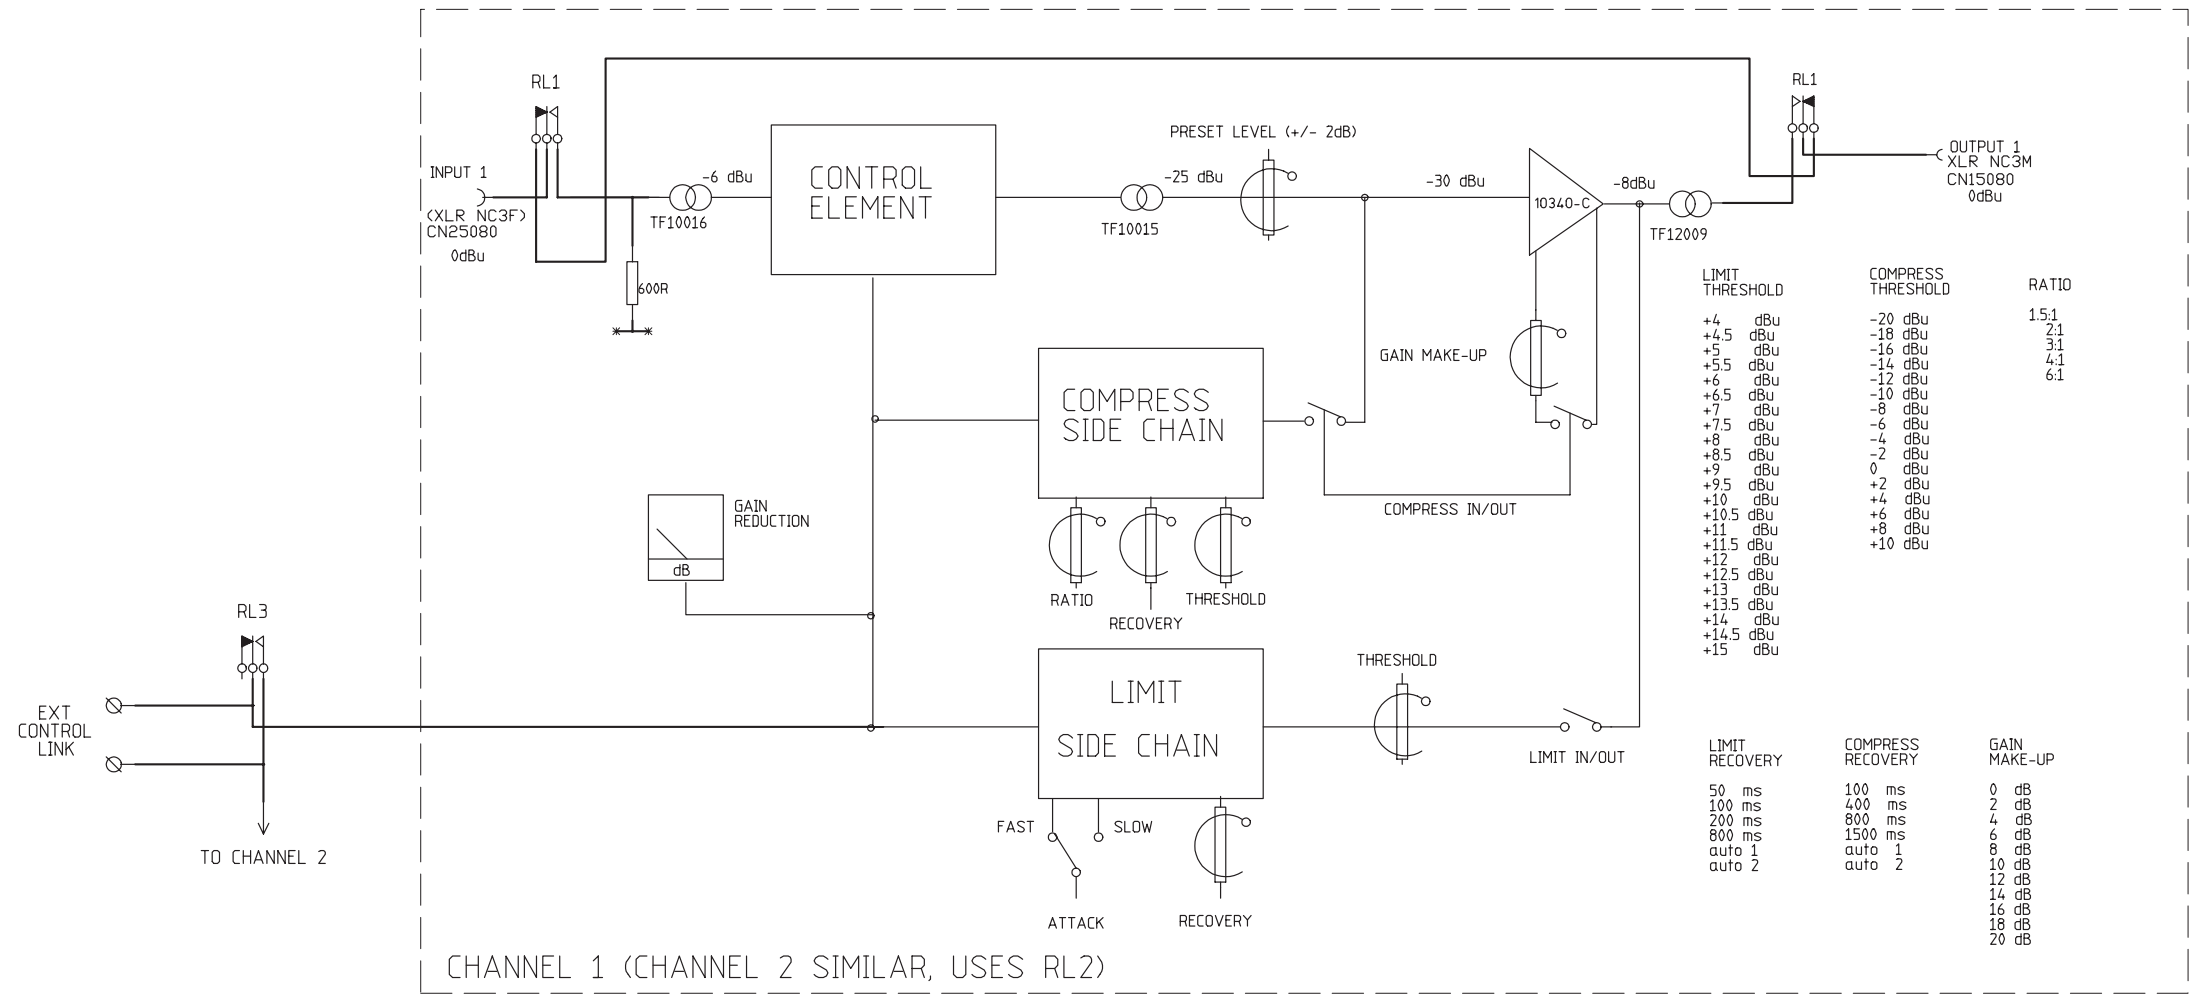 RL1
RL1
PRESET LEVEL (+/- 2dB)
INPUT 1
(XLR NC3F)
CN25080
0dBu
-6 dBu
TF10016
600R
CONTROL
ELEMENT
-25 dBu
TF10015
-30 dBu
10340-C
-8dBu
TF12009
OUTPUT 1
XLR NC3M
CN15080
0dBu
GAIN MAKE-UP
COMPRESS
SIDE CHAIN
COMPRESS IN/OUT
GAIN
REDUCTION
dB
RATIO
RECOVERY
THRESHOLD
LIMIT
THRESHOLD
+4 dBu
+4.5 dBu
+5 dBu
+5.5 dBu
+6 dBu
+6.5 dBu
+7 dBu
+7.5 dBu
+8 dBu
+8.5 dBu
+9 dBu
+9.5 dBu
+10 dBu
+10.5 dBu
+11 dBu
+11.5 dBu
+12 dBu
+12.5 dBu
+13 dBu
+13.5 dBu
+14 dBu
+14.5 dBu
+15 dBu
COMPRESS
THRESHOLD
-20 dBu
-18 dBu
-16 dBu
-14 dBu
-12 dBu
-10 dBu
-8 dBu
-6 dBu
-4 dBu
-2 dBu
0 dBu
+2 dBu
+4 dBu
+6 dBu
+8 dBu
+10 dBu
RATIO
1.5:1
2:1
3:1
4:1
6:1
RL3
EXT
CONTROL
LINK
TO CHANNEL 2
LIMIT
SIDE CHAIN
THRESHOLD
LIMIT IN/OUT
FAST
SLOW
ATTACK
RECOVERY
LIMIT
RECOVERY
50 ms
100 ms
200 ms
800 ms
auto 1
auto 2
COMPRESS
RECOVERY
100 ms
400 ms
800 ms
1500 ms
auto 1
auto 2
GAIN
MAKE-UP
0 dB
2 dB
4 dB
6 dB
8 dB
10 dB
12 dB
14 dB
16 dB
18 dB
20 dB
CHANNEL 1 (CHANNEL 2 SIMILAR, USES RL2)